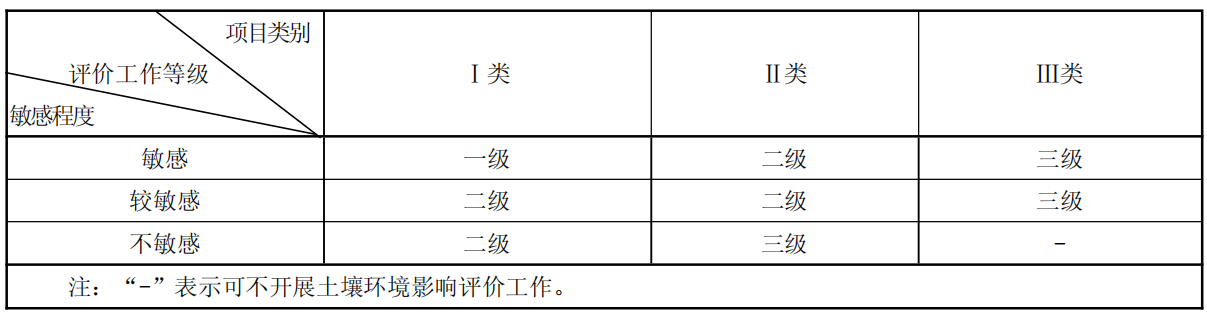 项目类别
评价工作等级
敏感程度
Ⅰ类 Ⅱ类 Ⅲ类
敏感 一级 二级 三级
较敏感 二级 二级 三级
不敏感 二级 三级 -
注：“-”表示可不开展土壤环境影响评价工作。